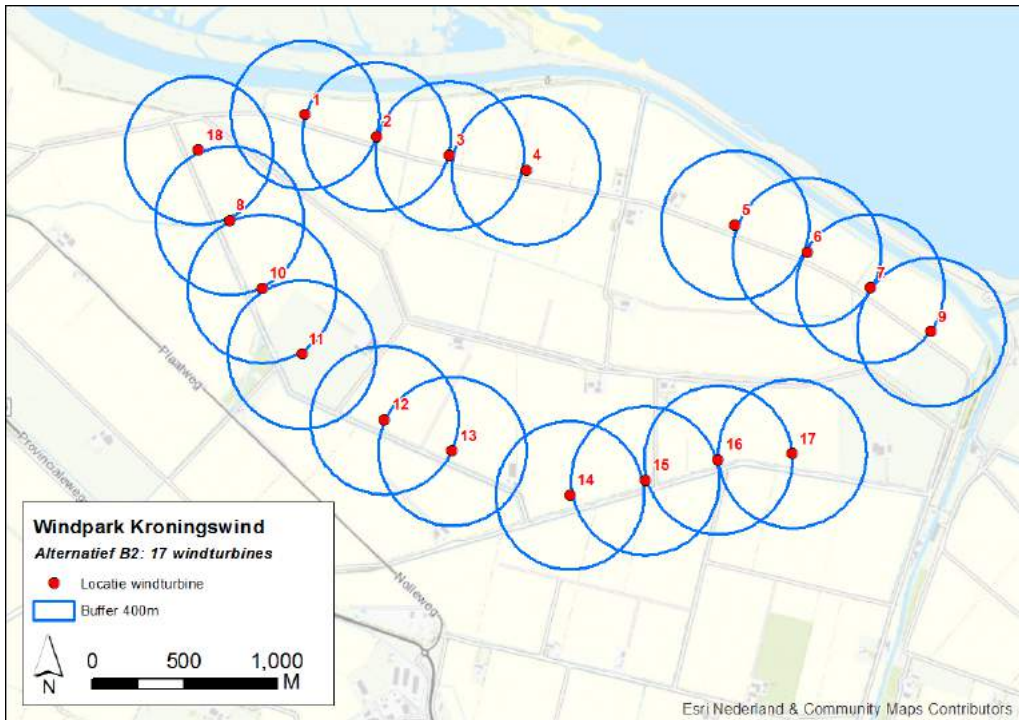 1
2
18
3
4
8
5
6
10
7
9
11
Plaatweg
12
13
17
16
15
14
Provincialeweg
Nolleweg
Windpark Kroningswind
Alternatief B2: 17 windturbines
Locatie windturbine
Buffer 400m
N
0 500 1,000
M
Esri Nederland & Community Maps Contributors